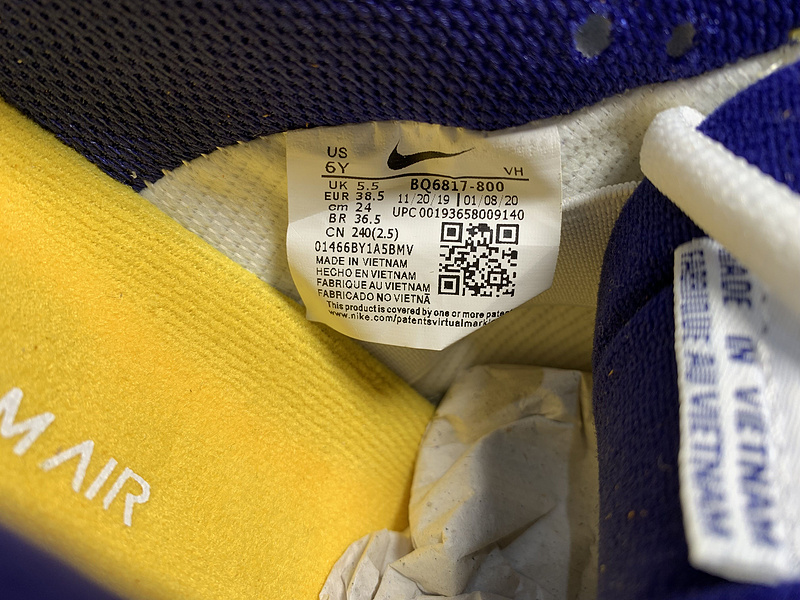 US
6Y
VH
UK 5.5
EUR 38.5
cm 24
BR 36.5
CN 240(2.5)
BQ6817-800
11/20/19 | 01/08/20
UPC 00193658009140
01466BY1A5BMV
MADE IN VIETNAM
HECHO EN VIETNAM
FABRIQUE AU VIETNAM
FABRICADO NO VIETNÃ
This product is covered by one or more
www.nike.com/patentsvirtualmarki
M AIR
MADE IN VIETNAM
FABRIQUE AU VIETNAM